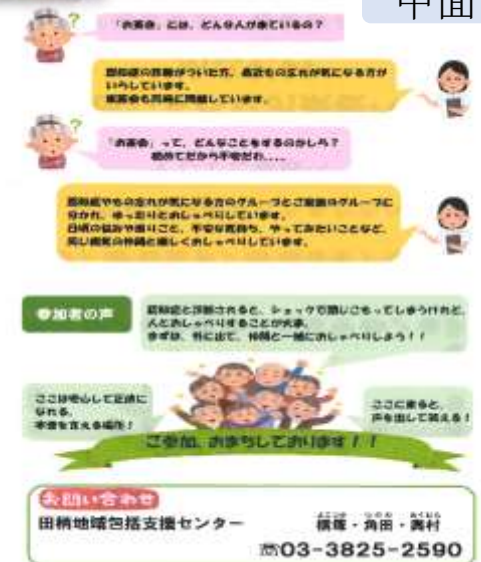 中面
?
「お茶会」には、どんな人が来ているの？
認知症の診断がついた方、最近もの忘れが気になる方が
いらしています。
家族会も同時に開催しています。
?
「お茶会」って、どんなことをするのかしら？
初めてだから不安だわ....
認知症やもの忘れが気になる方のグループとご家族のグループに
分かれ、ゆったりとおしゃべりしています。
日頃の悩みや困りごと、不安な気持ち、やってみたいことなど、
同じ病気の仲間と楽しくおしゃべりしています。
参加者の声
認知症と診断されると、ショックで閉じこもってしまうけれど、
人とおしゃべりすることが大事。
まずは、外に出て、仲間と一緒におしゃべりしよう！！
ここは安心して正直に
なれる、
本音を言える場所！
ここに来ると、
声を出して笑える！
ご参加、おまちしております！！
お問い合わせ
田柄地域包括支援センター
・角田・奥村
☎03-3825-2590